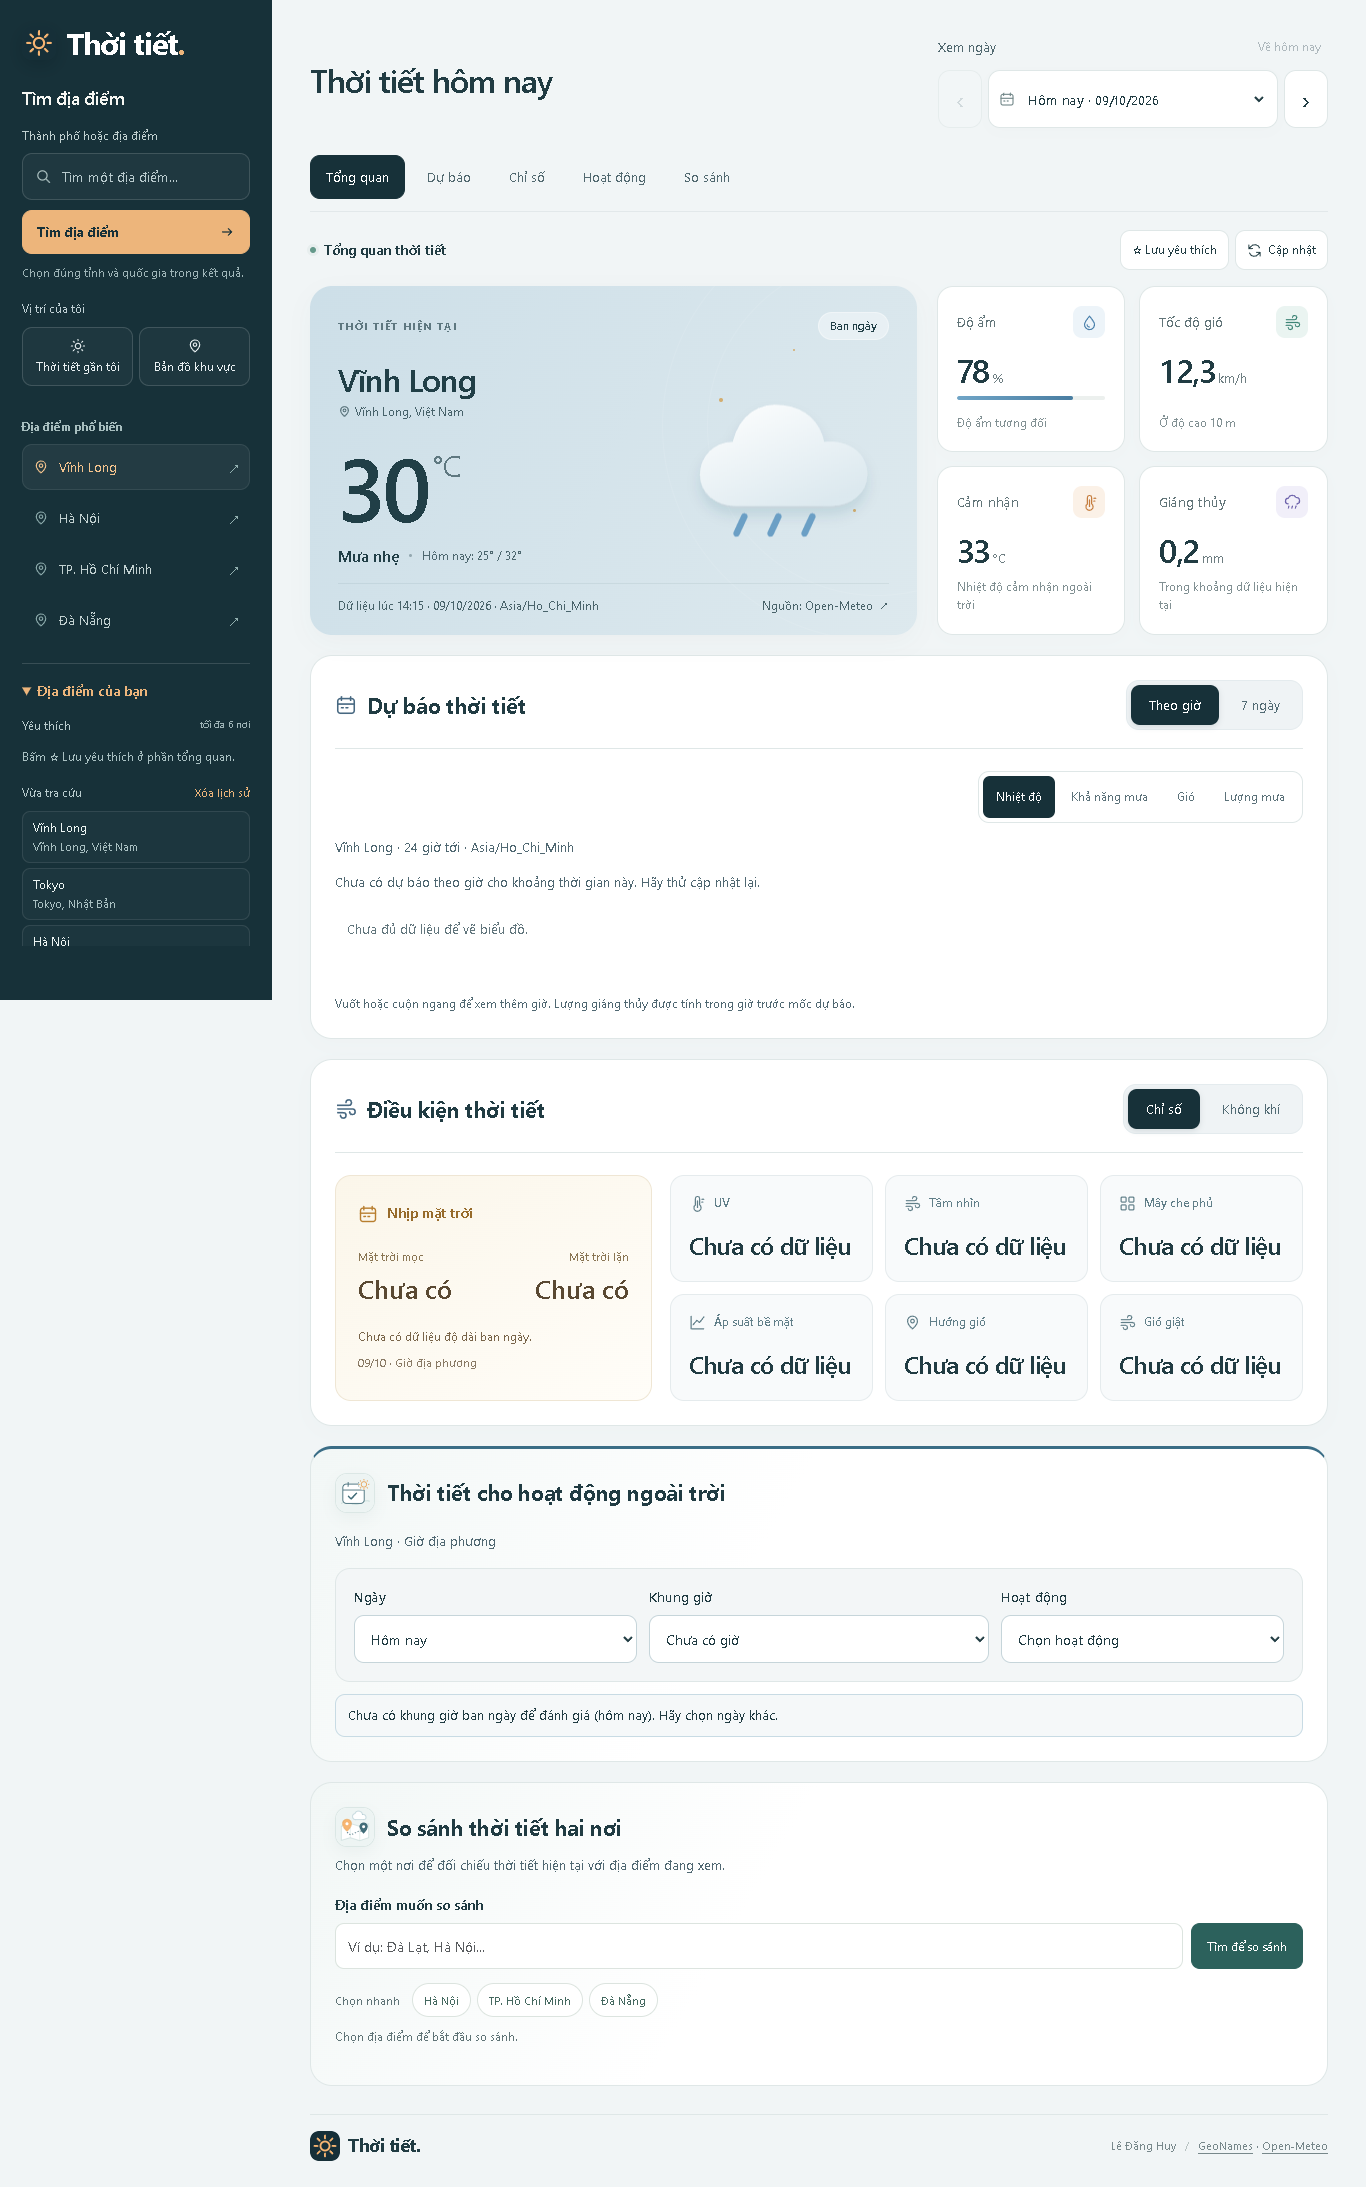 Thời tiết.
Tìm địa điểm
Thành phố hoặc địa điểm
Tìm một địa điểm...
Tìm địa điểm →
Chọn đúng tỉnh và quốc gia trong kết quả.
Vị trí của tôi
Thời tiết gần tôi
Bản đồ khu vực
Địa điểm phổ biến
Vĩnh Long ↗
Hà Nội ↗
TP. Hồ Chí Minh ↗
Đà Nẵng ↗
▼ Địa điểm của bạn
Yêu thích tối đa 6 nơi
Bấm ☆ Lưu yêu thích ở phần tổng quan.
Vừa tra cứu Xóa lịch sử
Vĩnh Long
Vĩnh Long, Việt Nam
Tokyo
Tokyo, Nhật Bản
Hà Nội
Thời tiết hôm nay
Xem ngày Về hôm nay
‹ Hôm nay · 09/10/2026 ›
Tổng quan Dự báo Chỉ số Hoạt động So sánh
Tổng quan thời tiết
☆ Lưu yêu thích Cập nhật
THỜI TIẾT HIỆN TẠI Ban ngày
Vĩnh Long
Vĩnh Long, Việt Nam
30°C
Mưa nhẹ • Hôm nay: 25° / 32°
Dữ liệu lúc 14:15 · 09/10/2026 · Asia/Ho_Chi_Minh Nguồn: Open-Meteo ↗
Độ ẩm
78 %
Độ ẩm tương đối
Tốc độ gió
12,3 km/h
Ở độ cao 10 m
Cảm nhận
33 °C
Nhiệt độ cảm nhận ngoài
trời
Giáng thủy
0,2 mm
Trong khoảng dữ liệu hiện
tại
Dự báo thời tiết Theo giờ 7 ngày
Nhiệt độ Khả năng mưa Gió Lượng mưa
Vĩnh Long · 24 giờ tới · Asia/Ho_Chi_Minh
Chưa có dự báo theo giờ cho khoảng thời gian này. Hãy thử cập nhật lại.
Chưa đủ dữ liệu để vẽ biểu đồ.
Vuốt hoặc cuộn ngang để xem thêm giờ. Lượng giáng thủy được tính trong giờ trước mốc dự báo.
Điều kiện thời tiết Chỉ số Không khí
Nhịp mặt trời
Mặt trời mọc Mặt trời lặn
Chưa có Chưa có
Chưa có dữ liệu độ dài ban ngày.
09/10 · Giờ địa phương
UV
Chưa có dữ liệu
Tầm nhìn
Chưa có dữ liệu
Mây che phủ
Chưa có dữ liệu
Áp suất bề mặt
Chưa có dữ liệu
Hướng gió
Chưa có dữ liệu
Gió giật
Chưa có dữ liệu
Thời tiết cho hoạt động ngoài trời
Vĩnh Long · Giờ địa phương
Ngày Khung giờ Hoạt động
Hôm nay Chưa có giờ Chọn hoạt động
Chưa có khung giờ ban ngày để đánh giá (hôm nay). Hãy chọn ngày khác.
So sánh thời tiết hai nơi
Chọn một nơi để đối chiếu thời tiết hiện tại với địa điểm đang xem.
Địa điểm muốn so sánh
Ví dụ: Đà Lạt, Hà Nội... Tìm để so sánh
Chọn nhanh Hà Nội TP. Hồ Chí Minh Đà Nẵng
Chọn địa điểm để bắt đầu so sánh.
Thời tiết.
Lê Đăng Huy / GeoNames · Open-Meteo